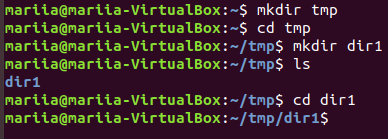 mariia@mariia-VirtualBox:~$ mkdir tmp
mariia@mariia-VirtualBox:~$ cd tmp
mariia@mariia-VirtualBox:~/tmp$ mkdir dir1
mariia@mariia-VirtualBox:~/tmp$ ls
dir1
mariia@mariia-VirtualBox:~/tmp$ cd dir1
mariia@mariia-VirtualBox:~/tmp/dir1$